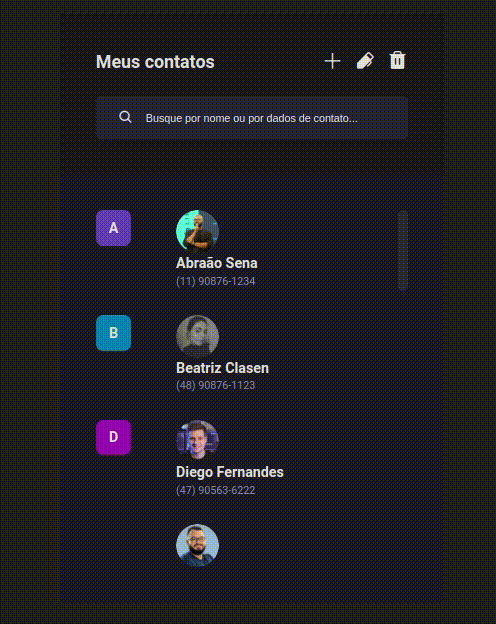 Meus contatos
Busque por nome ou por dados de contato...
A
Abraão Sena
(11) 90876-1234
B
Beatriz Clasen
(48) 90876-1123
D
Diego Fernandes
(47) 90563-6222